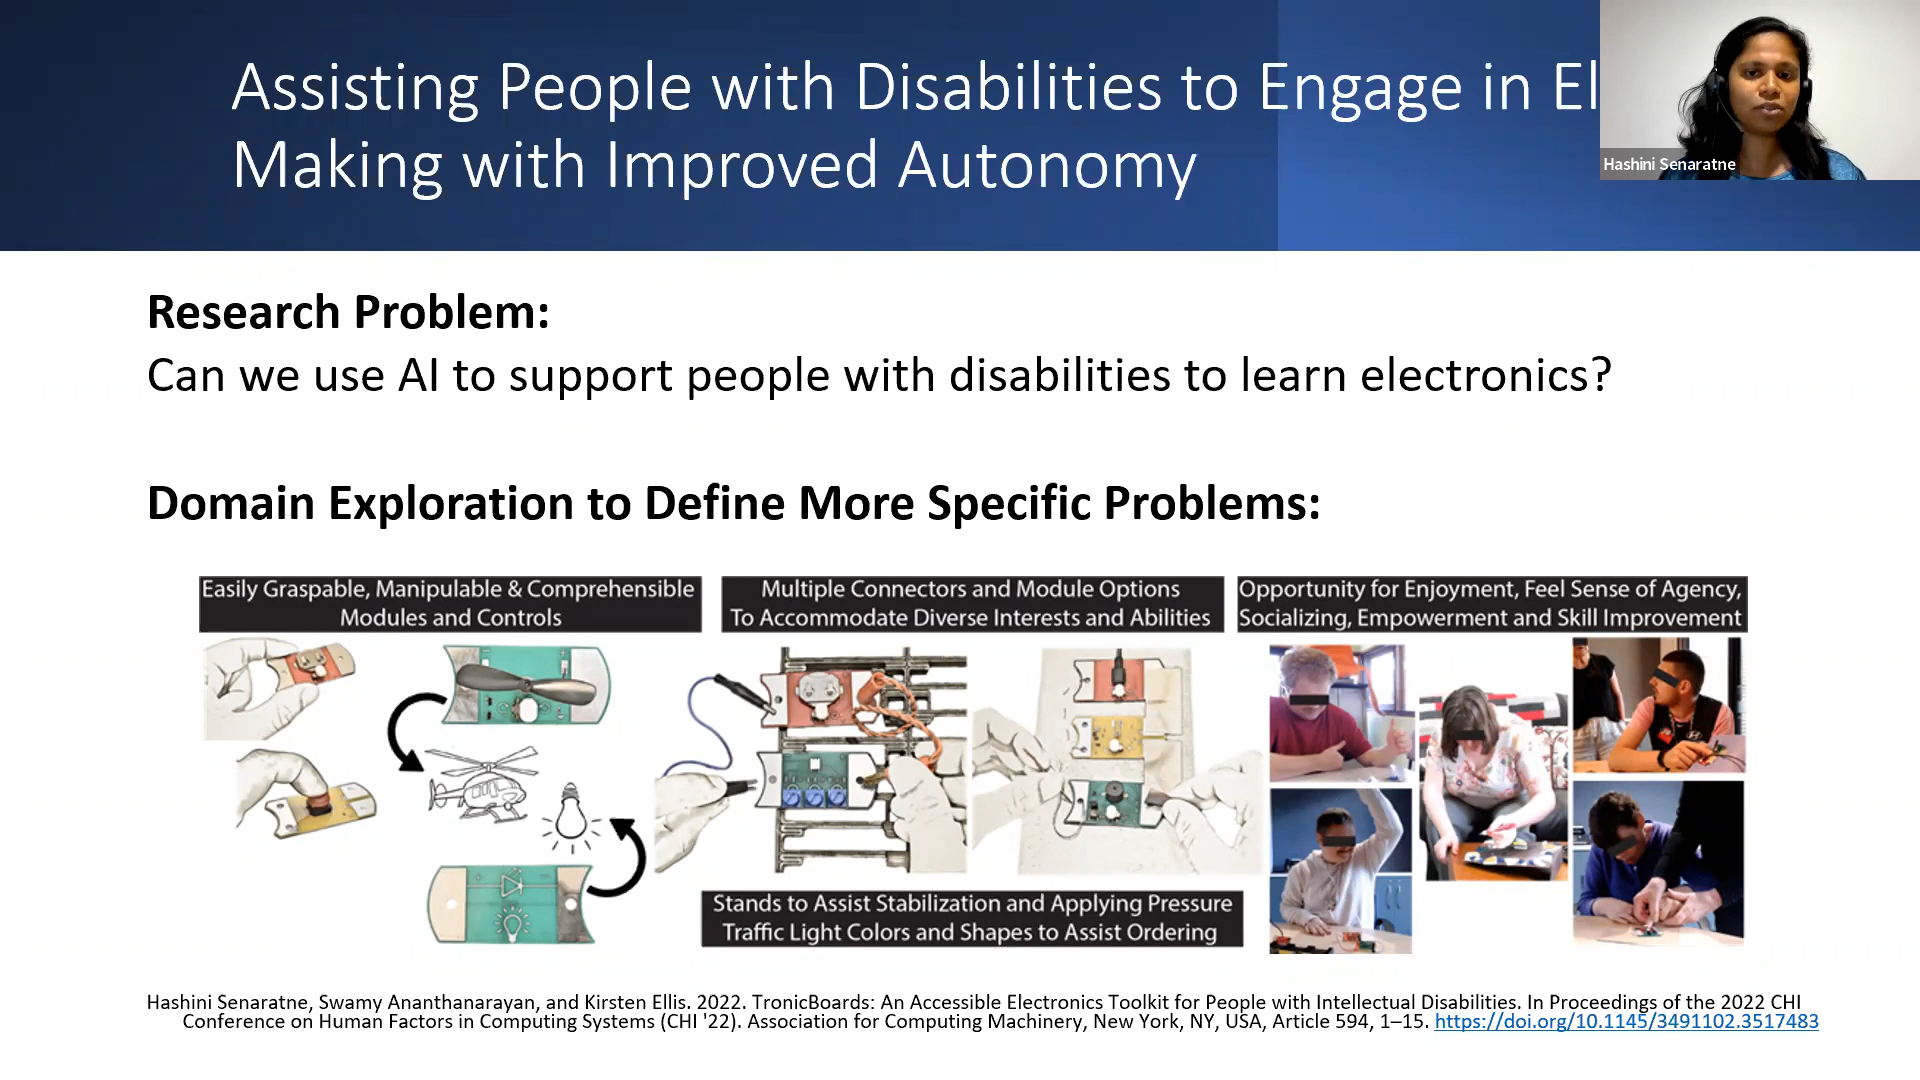 Assisting People with Disabilities to Engage in El
Making with Improved Autonomy
Hashini Senaratne
Research Problem:
Can we use AI to support people with disabilities to learn electronics?
Domain Exploration to Define More Specific Problems:
Easily Graspable, Manipulable & Comprehensible
Modules and Controls
Multiple Connectors and Module Options
To Accommodate Diverse Interests and Abilities
Opportunity for Enjoyment, Feel Sense of Agency,
Socializing, Empowerment and Skill Improvement
Stands to Assist Stabilization and Applying Pressure
Traffic Light Colors and Shapes to Assist Ordering
Hashini Senaratne, Swamy Ananthanarayan, and Kirsten Ellis. 2022. TronicBoards: An Accessible Electronics Toolkit for People with Intellectual Disabilities. In Proceedings of the 2022 CHI
Conference on Human Factors in Computing Systems (CHI '22). Association for Computing Machinery, New York, NY, USA, Article 594, 1–15. https://doi.org/10.1145/3491102.3517483